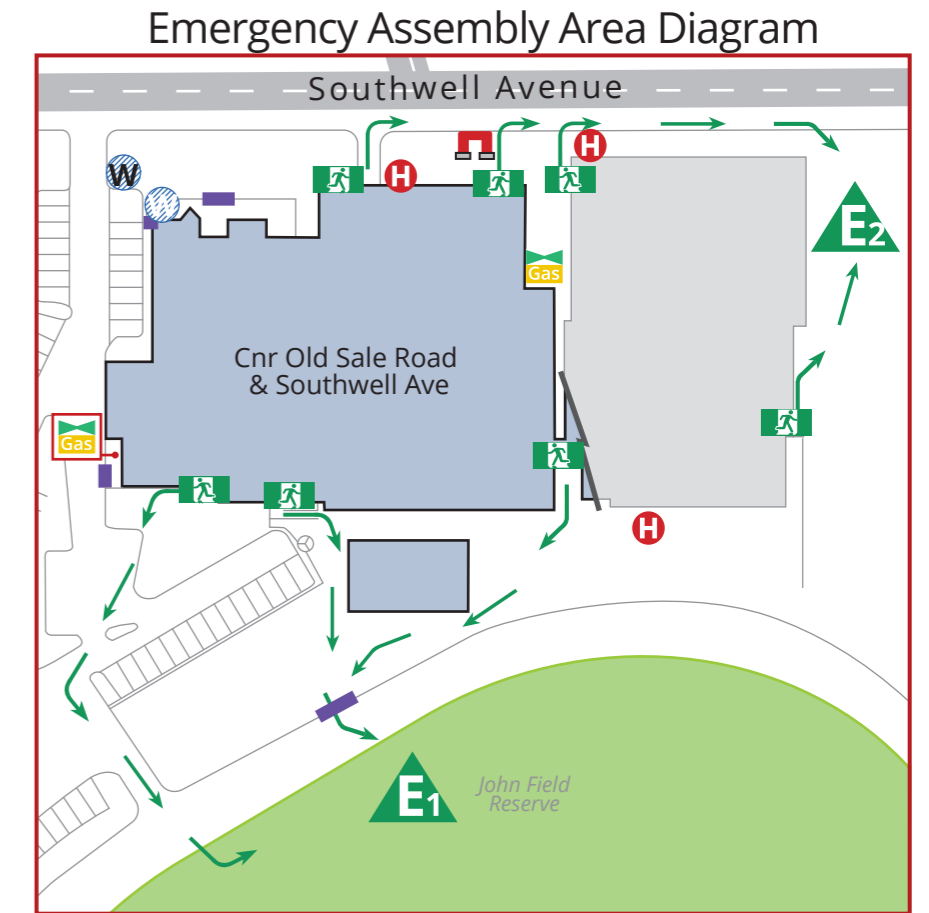 Emergency Assembly Area Diagram
Southwell Avenue
W
H
H
E2
Gas
Cnr Old Sale Road
& Southwell Ave
Gas
H
E1
John Field
Reserve